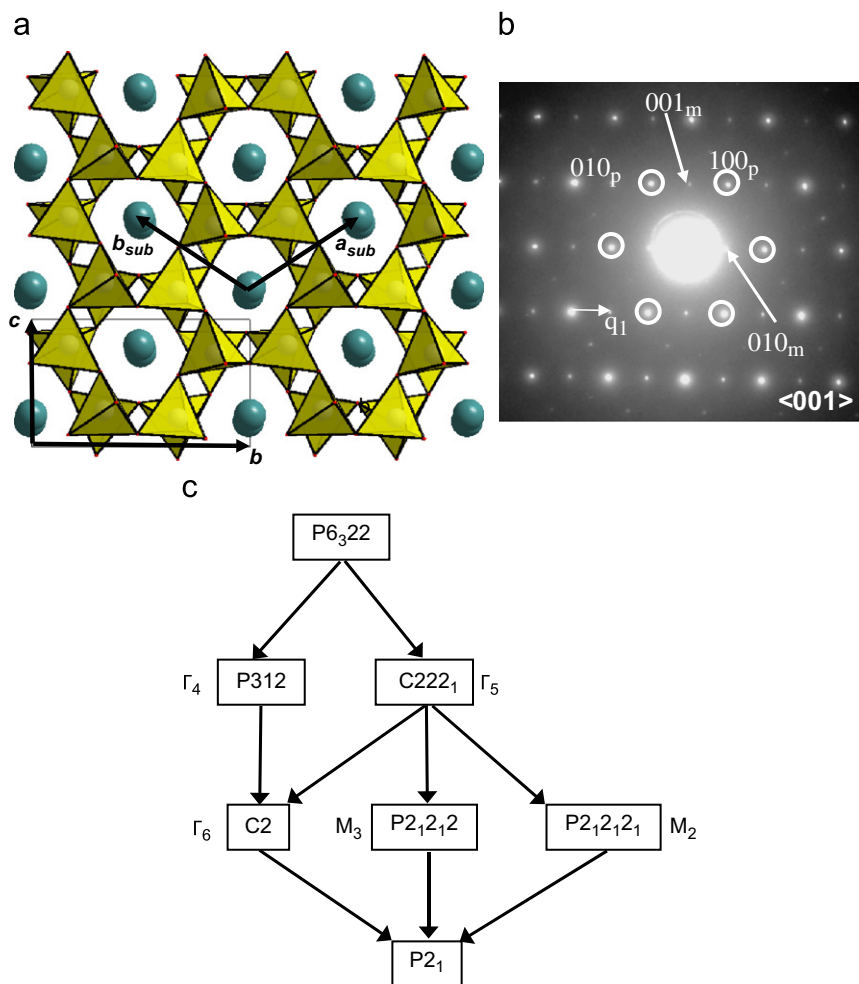 a
b
b_sub
a_sub
c
b
001_m
010_p
100_p
q_1
010_m
<001>
c
P6_322
Γ_4 P312 C222_1 Γ_5
Γ_6 C2 M_3 P2_12_12 P2_12_12_1 M_2
P2_1